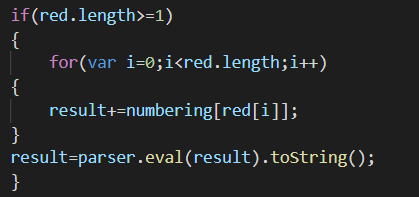 if(red.length>=1)
{
    for(var i=0;i<red.length;i++)
{
    result+=numbering[red[i]];
}
result=parser.eval(result).toString();
}